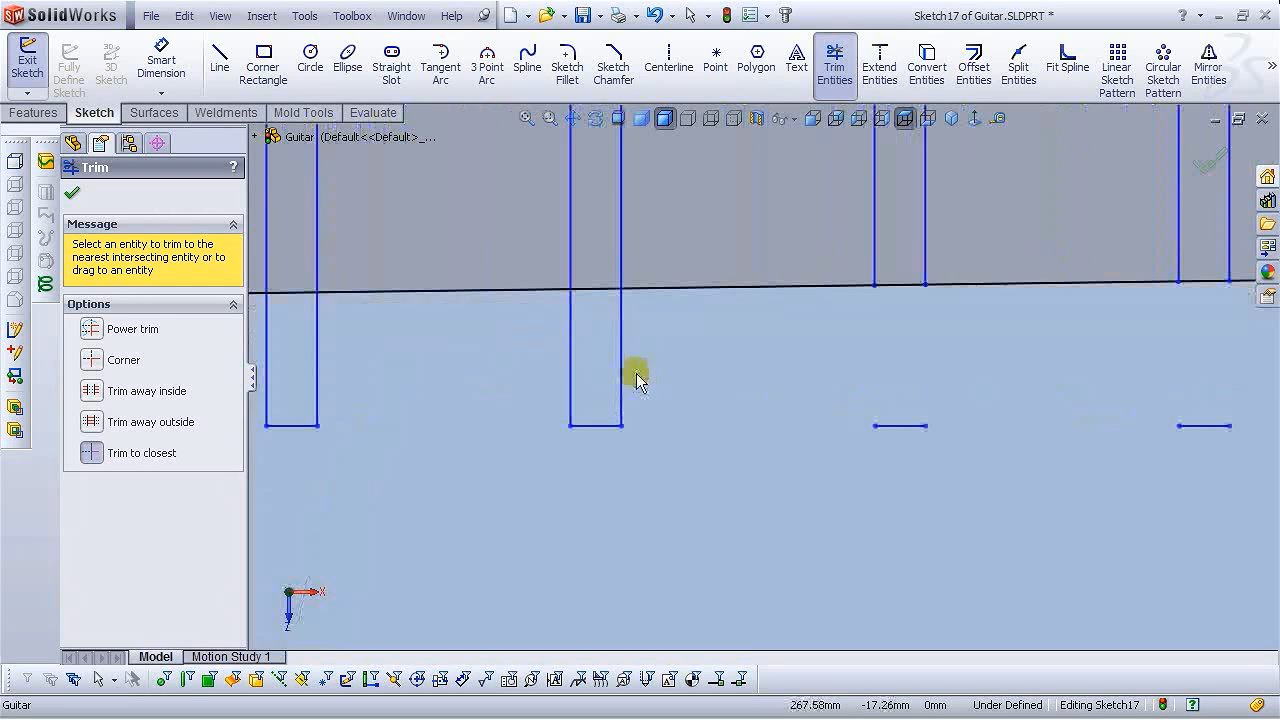 SolidWorks File Edit View Insert Tools Toolbox Window Help Sketch17 of Guitar.SLDPRT *
Exit Sketch
Fully Define Sketch
3D Sketch
Smart Dimension
Line
Corner Rectangle
Circle
Ellipse
Straight Slot
Tangent Arc
3 Point Arc
Spline
Sketch Fillet
Sketch Chamfer
Centerline
Point
Polygon
Text
Trim Entities
Extend Entities
Convert Entities
Offset Entities
Split Entities
Fit Spline
Linear Sketch Pattern
Circular Sketch Pattern
Mirror Entities
Features Sketch Surfaces Weldments Mold Tools Evaluate
Guitar (Default<<Default>_...
Trim ?
Message
Select an entity to trim to the
nearest intersecting entity or to
drag to an entity
Options
Power trim
Corner
Trim away inside
Trim away outside
Trim to closest
X
Z
Model Motion Study 1
Guitar 267.58mm -17.26mm 0mm Under Defined Editing Sketch17 ?